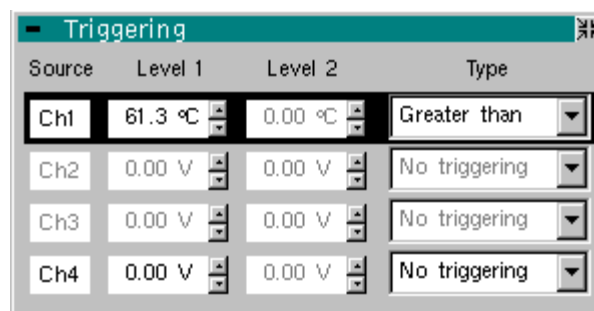 Triggering
Source Level 1 Level 2 Type
Ch1 61.3 °C 0.00 °C Greater than
Ch2 0.00 V 0.00 V No triggering
Ch3 0.00 V 0.00 V No triggering
Ch4 0.00 V 0.00 V No triggering